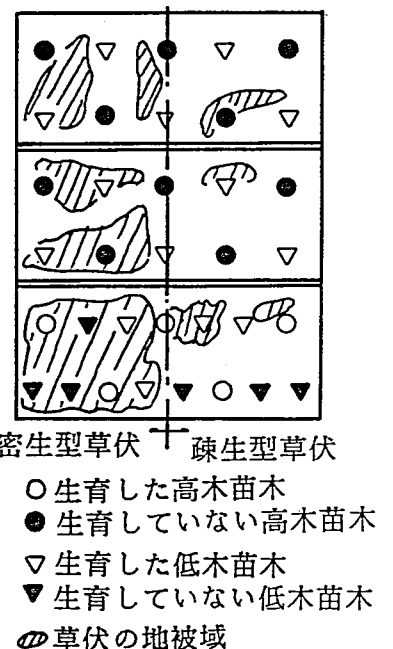 密生型草伏 疎生型草伏
○生育した高木苗木
●生育していない高木苗木
▽生育した低木苗木
▼生育していない低木苗木
草伏の地被域